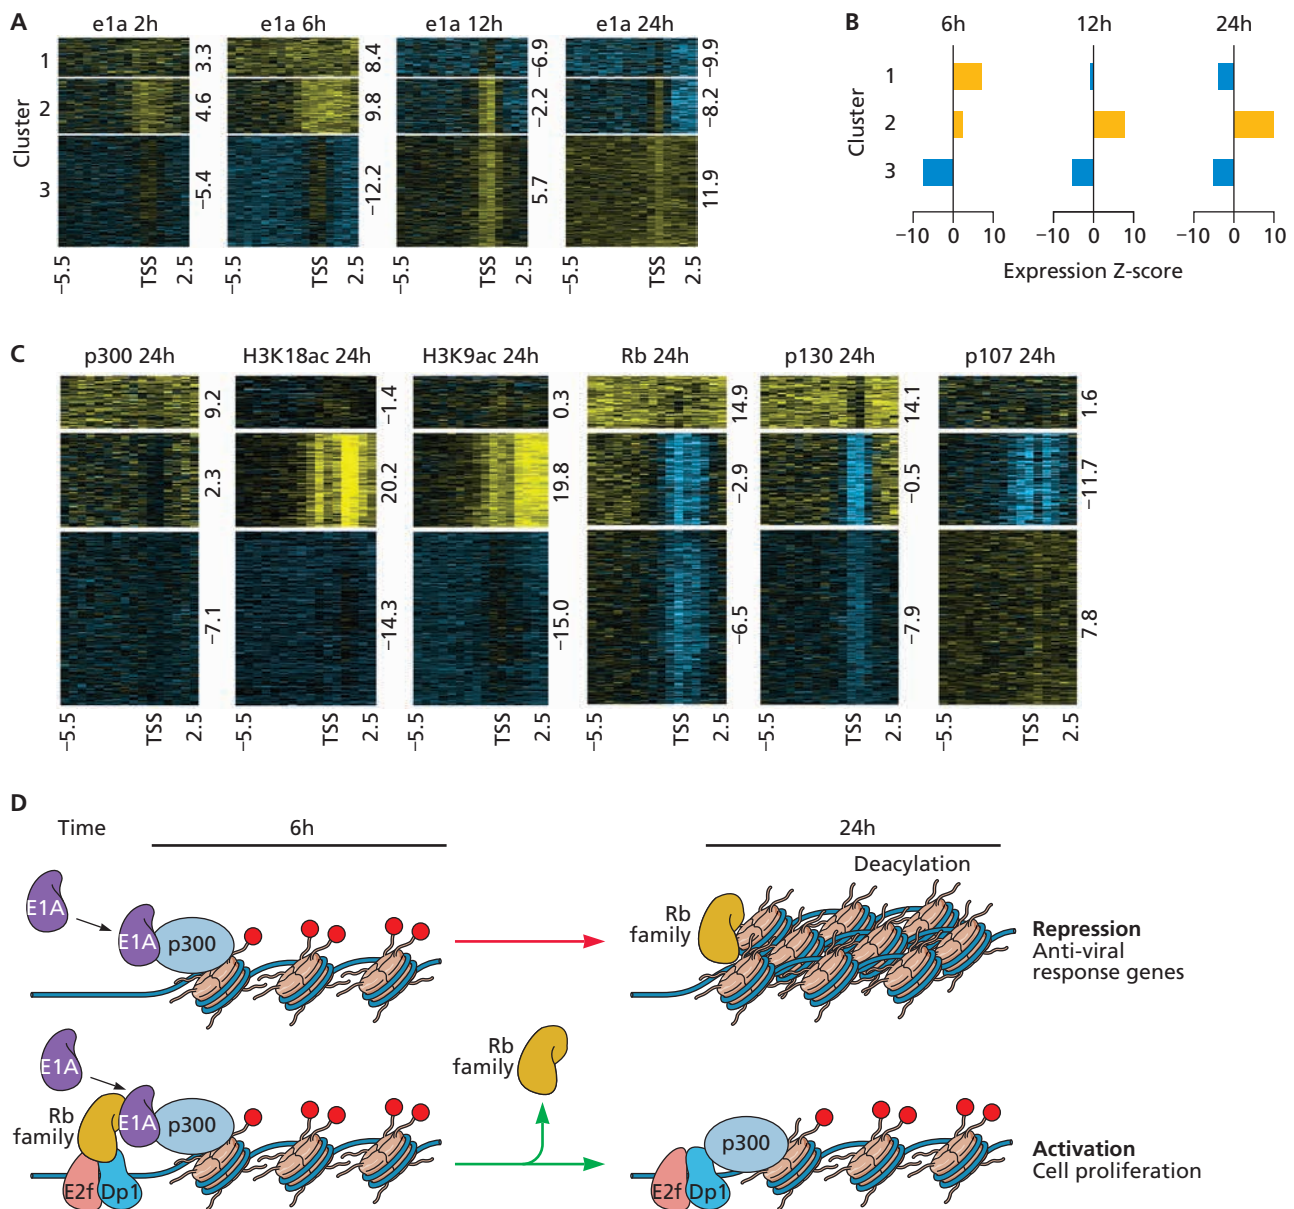 A
e1a 2h
e1a 6h
e1a 12h
e1a 24h
Cluster
1
2
3
3.3
4.6
−5.4
8.4
9.8
−12.2
−6.9
−2.2
5.7
−9.9
−8.2
11.9
−5.5
TSS
2.5
−5.5
TSS
2.5
−5.5
TSS
2.5
−5.5
TSS
2.5
B
6h
12h
24h
Cluster
1
2
3
−10 0 10
−10 0 10
−10 0 10
Expression Z-score
C
p300 24h
H3K18ac 24h
H3K9ac 24h
Rb 24h
p130 24h
p107 24h
9.2
2.3
−7.1
−1.4
20.2
−14.3
0.3
19.8
−15.0
14.9
−2.9
−6.5
14.1
−0.5
−7.9
1.6
−11.7
7.8
−5.5
TSS
2.5
−5.5
TSS
2.5
−5.5
TSS
2.5
−5.5
TSS
2.5
−5.5
TSS
2.5
−5.5
TSS
2.5
D
Time
6h
24h
E1A
E1A
p300
Deacylation
Rb
family
Repression
Anti-viral
response genes
E1A
Rb
family
E1A
p300
E2f
Dp1
Rb
family
p300
E2f
Dp1
Activation
Cell proliferation